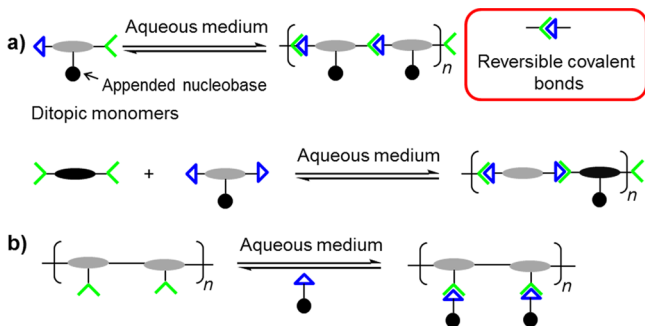 a)
Aqueous medium
Appended nucleobase
Ditopic monomers
n
Reversible covalent
bonds
+
Aqueous medium
n
b)
n
Aqueous medium
n